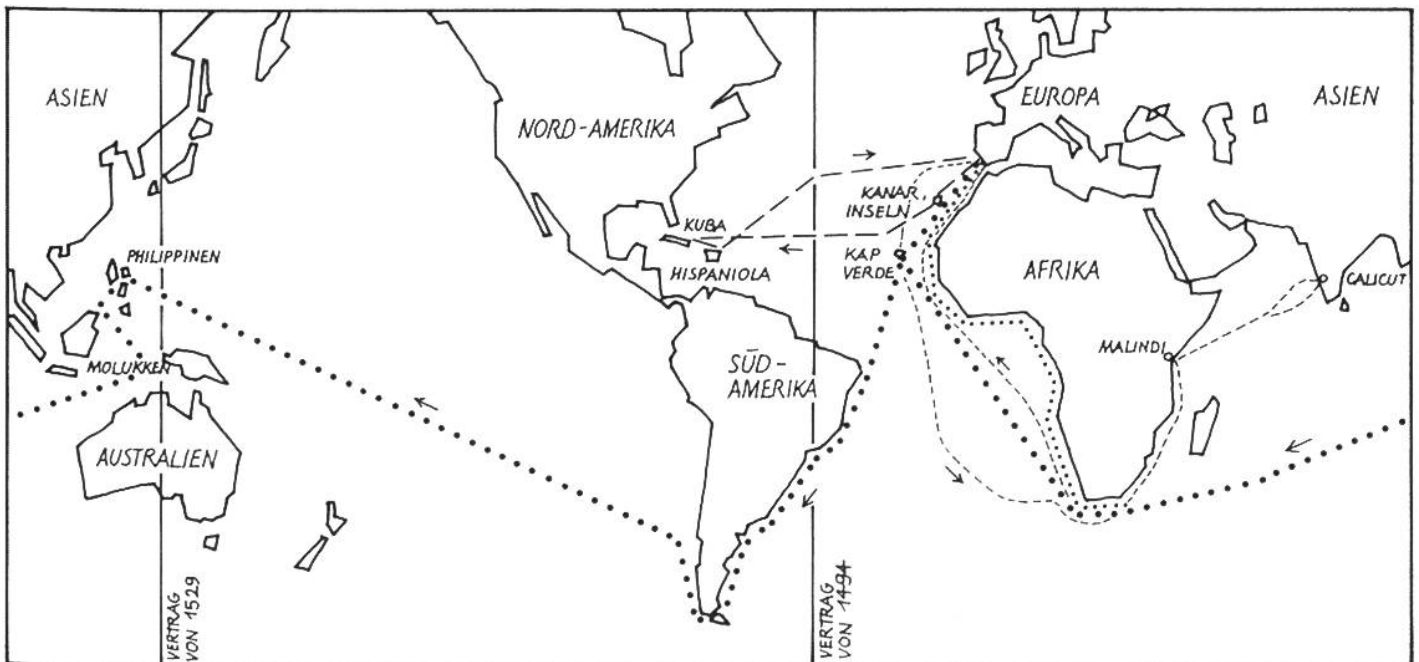 ASIEN
NORD-AMERIKA
EUROPA
ASIEN
KANAR.
INSELN
KUBA
HISPANIOLA
KAP
VERDE
AFRIKA
CALICUT
PHILIPPINEN
MALINDI
MOLUKKEN
SÜD-
AMERIKA
AUSTRALIEN
VERTRAG
VON 1529
VERTRAG
VON 1494